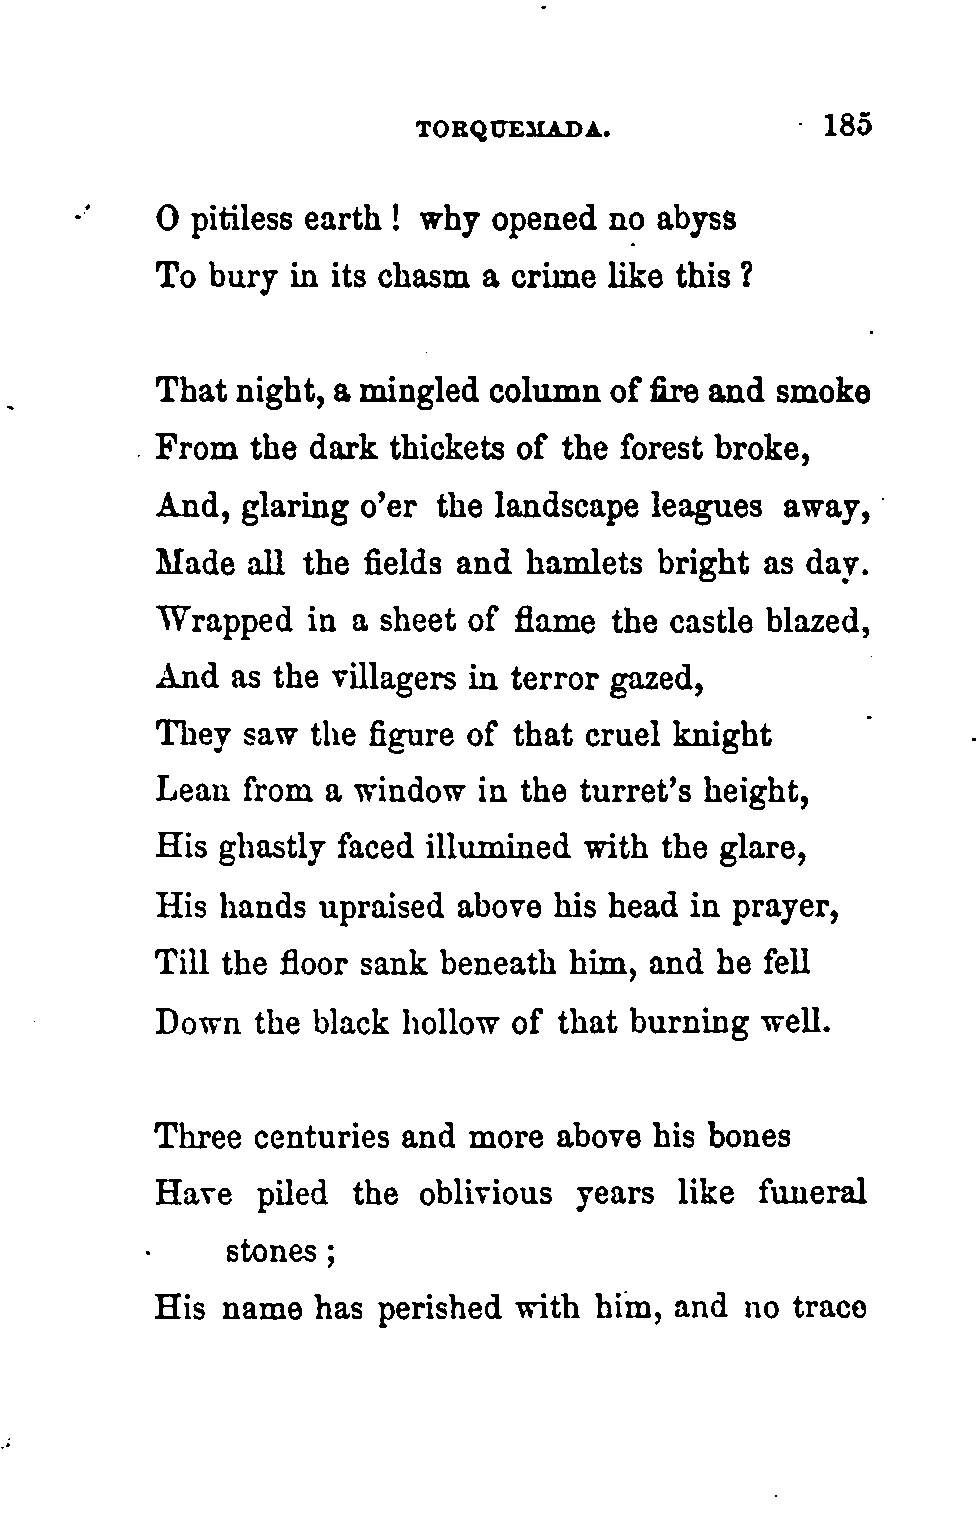 TORQUEMADA. 185
O pitiless earth ! why opened no abyss
To bury in its chasm a crime like this ?
That night, a mingled column of fire and smoke
From the dark thickets of the forest broke,
And, glaring o’er the landscape leagues away,
Made all the fields and hamlets bright as day.
Wrapped in a sheet of flame the castle blazed,
And as the villagers in terror gazed,
They saw the figure of that cruel knight
Lean from a window in the turret’s height,
His ghastly faced illumined with the glare,
His hands upraised above his head in prayer,
Till the floor sank beneath him, and he fell
Down the black hollow of that burning well.
Three centuries and more above his bones
Have piled the oblivious years like funeral
stones ;
His name has perished with him, and no trace